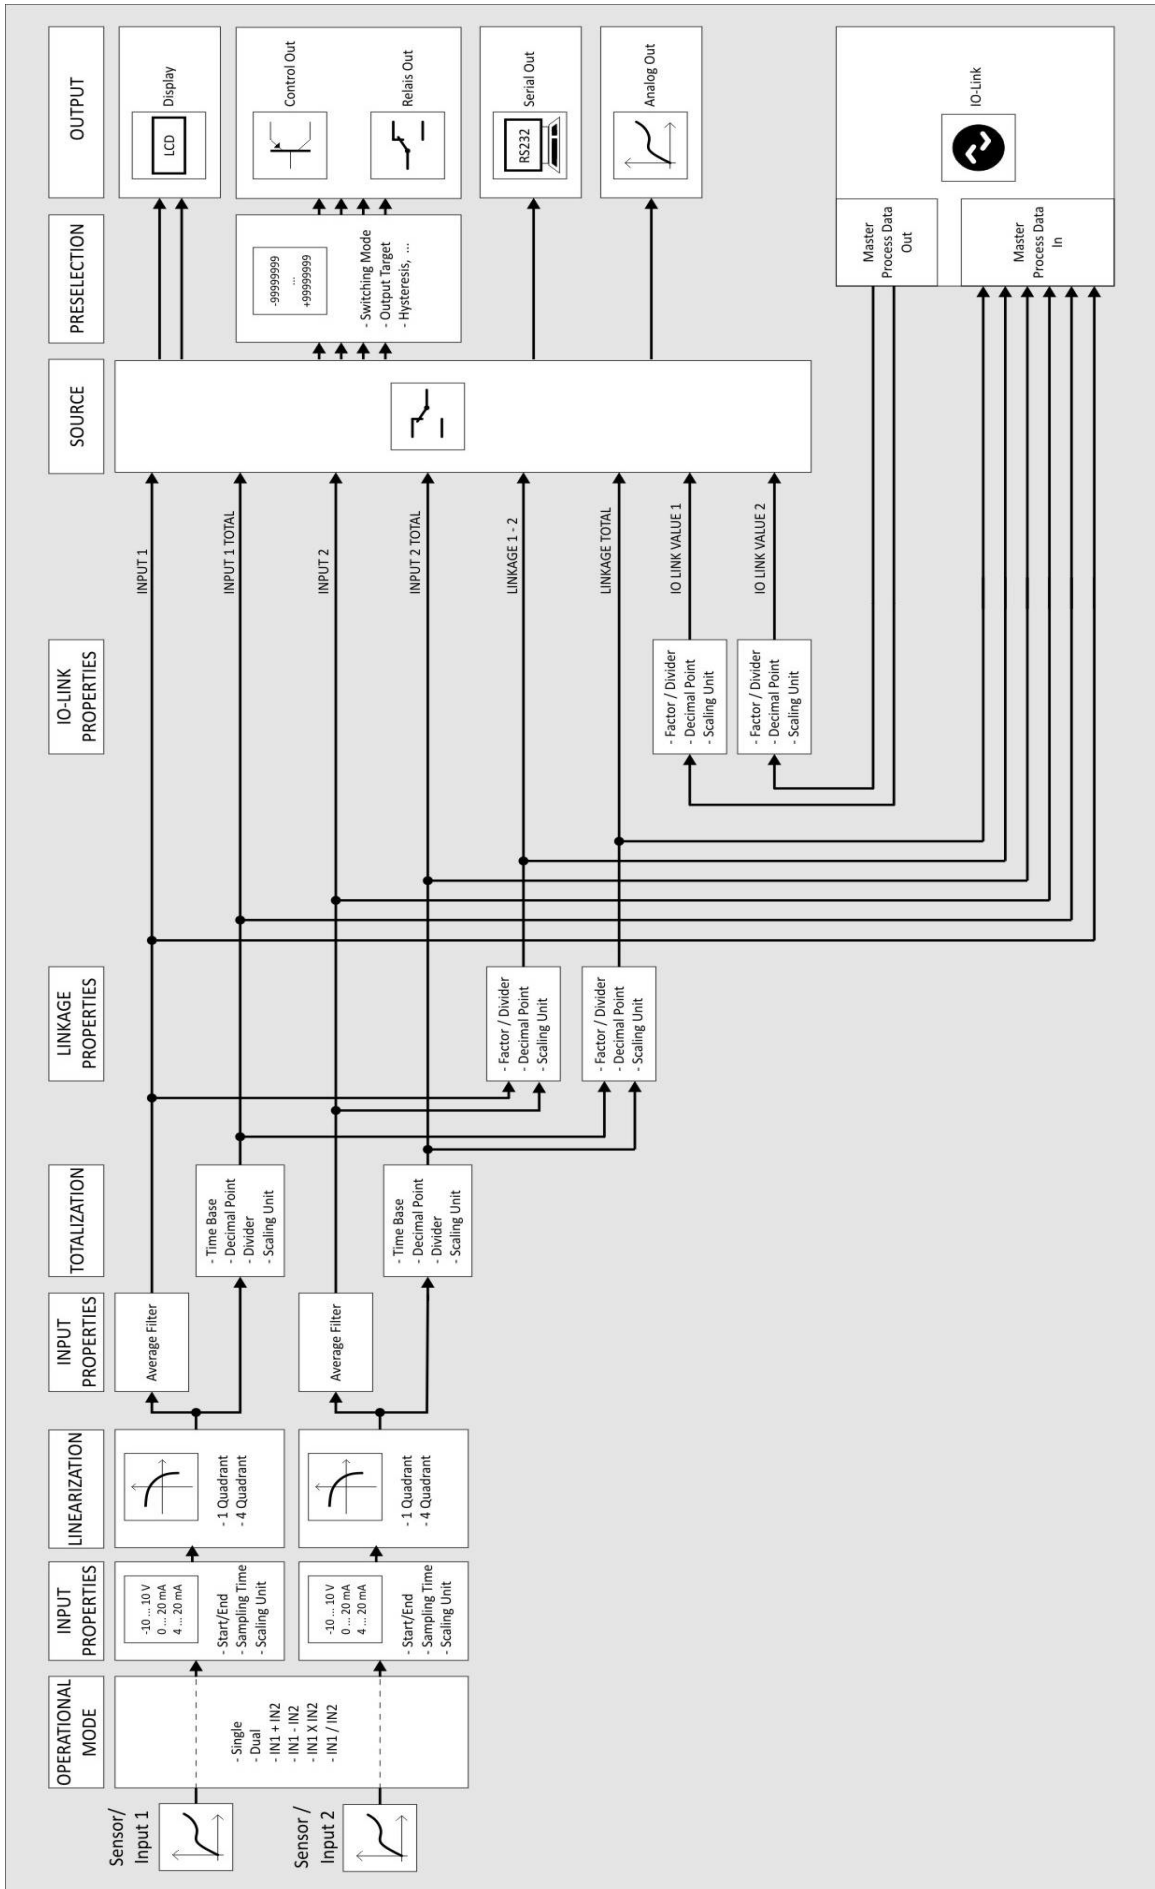 Sensor/
Input 1
Sensor /
Input 2
OPERATIONAL
MODE
- Single
- Dual
- IN1 + IN2
- IN1 - IN2
- IN1 X IN2
- IN1 / IN2
INPUT
PROPERTIES
-10 ... 10 V
0 ... 20 mA
4 ... 20 mA
- Start/End
- Sampling Time
- Scaling Unit
-10 ... 10 V
0 ... 20 mA
4 ... 20 mA
- Start/End
- Sampling Time
- Scaling Unit
LINEARIZATION
- 1 Quadrant
- 4 Quadrant
- 1 Quadrant
- 4 Quadrant
INPUT
PROPERTIES
Average Filter
Average Filter
TOTALIZATION
- Time Base
- Decimal Point
- Divider
- Scaling Unit
- Time Base
- Decimal Point
- Divider
- Scaling Unit
LINKAGE
PROPERTIES
- Factor / Divider
- Decimal Point
- Scaling Unit
- Factor / Divider
- Decimal Point
- Scaling Unit
IO-LINK
PROPERTIES
- Factor / Divider
- Decimal Point
- Scaling Unit
- Factor / Divider
- Decimal Point
- Scaling Unit
INPUT 1
INPUT 1 TOTAL
INPUT 2
INPUT 2 TOTAL
LINKAGE 1 - 2
LINKAGE TOTAL
IO LINK VALUE 1
IO LINK VALUE 2
SOURCE
PRESELECTION
-99999999
...
+99999999
- Switching Mode
- Output Target
- Hysteresis, ...
OUTPUT
LCD
Display
Control Out
Relais Out
RS232
Serial Out
Analog Out
Master
Process Data
Out
Master
Process Data
In
IO-Link